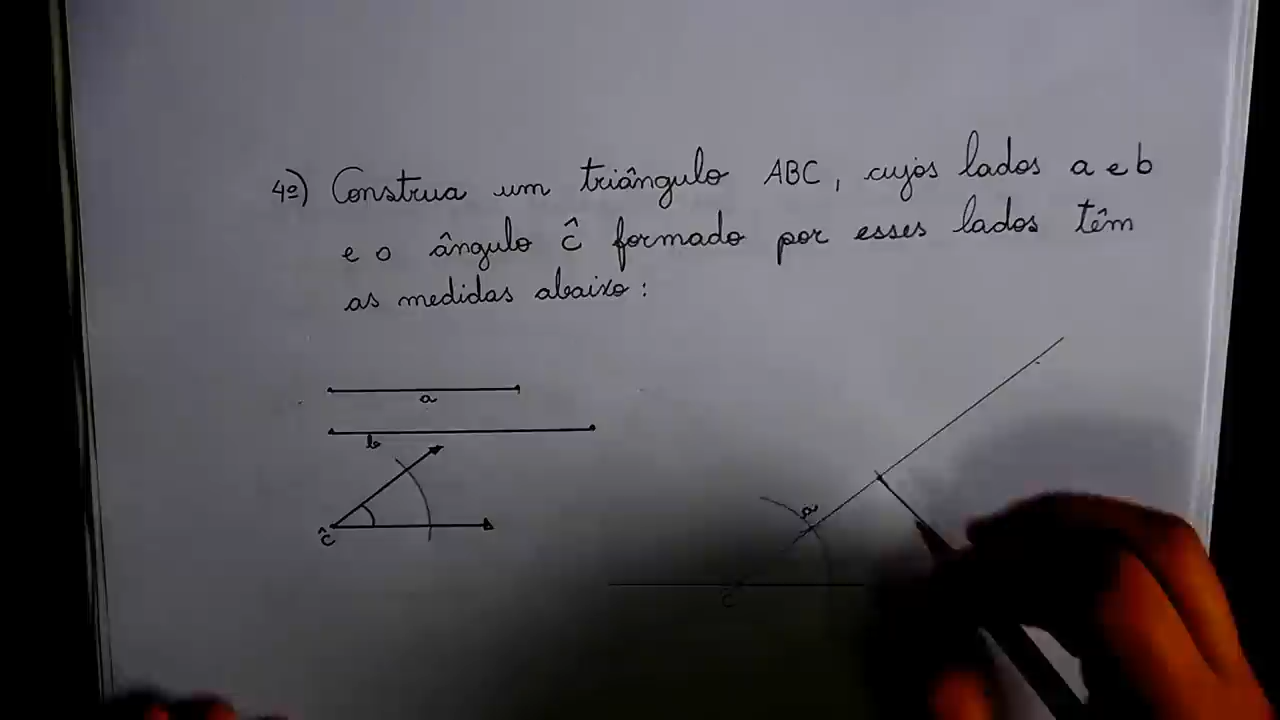 4º) Construa um triângulo ABC, cujos lados a e b
e o ângulo ĉ formado por esses lados têm
as medidas abaixo:
a
b
ĉ
a
c